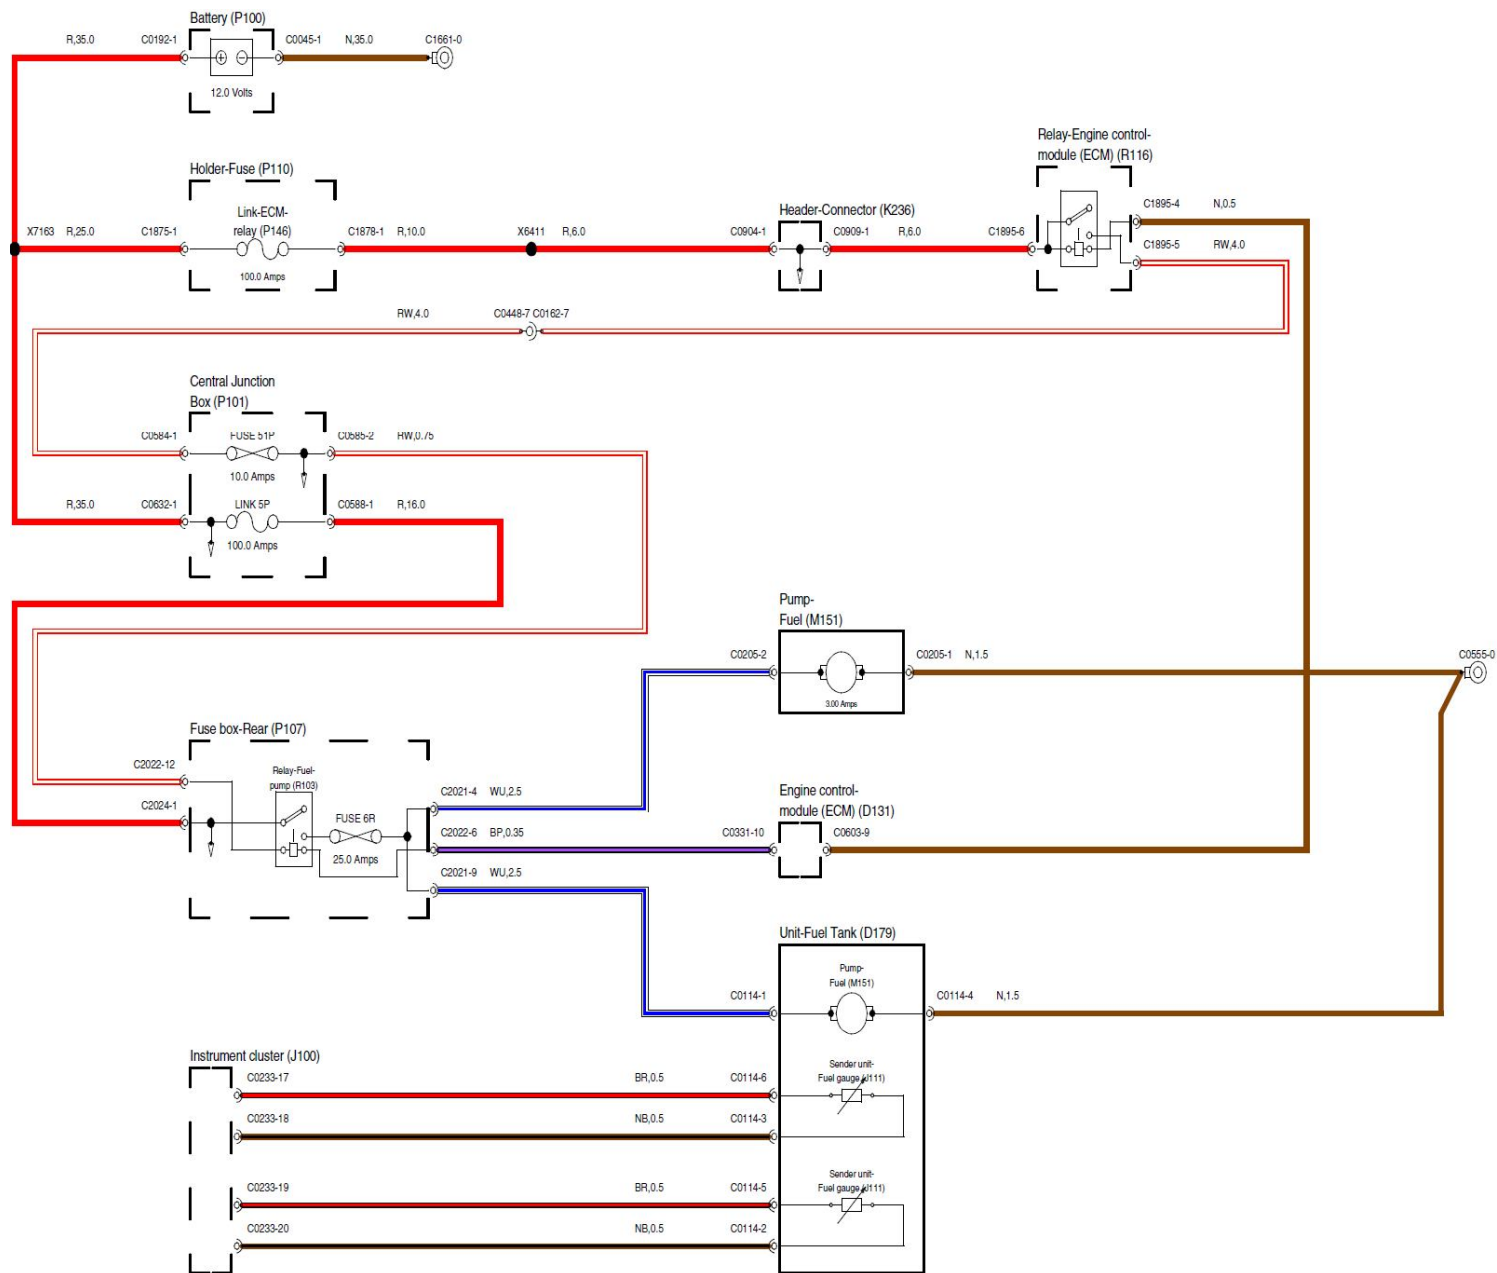 Battery (P100)
R,35.0
C0192-1
C0045-1
N,35.0
C1661-0
12.0 Volts
Relay-Engine control-
module (ECM) (R116)
Holder-Fuse (P110)
Link-ECM-
relay (P146)
100.0 Amps
X7163
R,25.0
C1875-1
C1878-1
R,10.0
X6411
R,6.0
Header-Connector (K236)
C0904-1
C0909-1
R,6.0
C1895-6
C1895-4
N,0.5
C1895-5
RW,4.0
RW,4.0
C0448-7
C0162-7
Central Junction
Box (P101)
C0584-1
FUSE 51P
C0585-2
RW,0.75
10.0 Amps
R,35.0
C0632-1
LINK 5P
C0588-1
R,16.0
100.0 Amps
Pump-
Fuel (M151)
C0205-2
C0205-1
N,1.5
C0555-0
3.00 Amps
Fuse box-Rear (P107)
C2022-12
Relay-Fuel-
pump (R103)
C2024-1
FUSE 6R
25.0 Amps
C2021-4
WU,2.5
C2022-6
BP,0.35
C2021-9
WU,2.5
Engine control-
module (ECM) (D131)
C0331-10
C0603-9
Unit-Fuel Tank (D179)
Pump-
Fuel (M151)
C0114-1
C0114-4
N,1.5
Instrument cluster (J100)
C0233-17
BR,0.5
C0114-6
Sender unit-
Fuel gauge (J111)
C0233-18
NB,0.5
C0114-3
C0233-19
BR,0.5
C0114-5
Sender unit-
Fuel gauge (J111)
C0233-20
NB,0.5
C0114-2